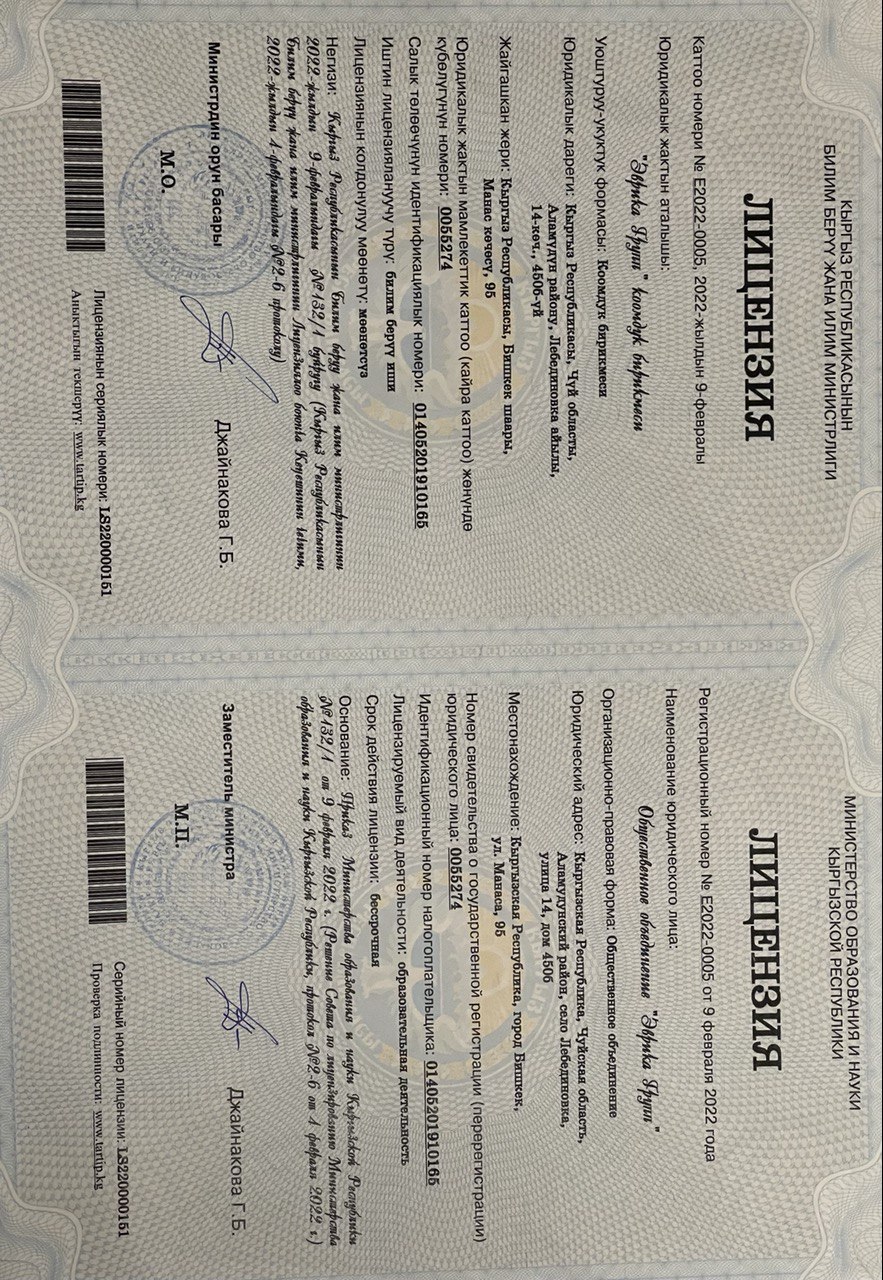 КЫРГЫЗ РЕСПУБЛИКАСЫНЫН
БИЛИМ БЕРҮҮ ЖАНА ИЛИМ МИНИСТРЛИГИ
ЛИЦЕНЗИЯ
Каттоо номери № Е2022-0005, 2022-жылдын 9-февралы
Юридикалык жактын аталышы:
"Эврика Групп" коомдук бирикмеси
Уюштуруу-укуктук формасы: Коомдук бирикмеси
Юридикалык дареги: Кыргыз Республикасы, Чүй областы,
Аламүдүн району, Лебединовка айылы,
14-көч., 450б-үй
Жайгашкан жери: Кыргыз Республикасы, Бишкек шаары,
Манас көчөсү, 95
Юридикалык жактын мамлекеттик каттоо (кайра каттоо) жөнүндө
күбөлүгүнүн номери: 0055274
Салык төлөөчүнүн идентификациялык номери: 01405201910165
Иштин лицензиялануучу түрү: билим берүү иши
Лицензиянын колдонулуу мөөнөтү: мөөнөтсүз
Негизи: Кыргыз Республикасынын Билим берүү жана илим министрлигинин
2022-жылдын 9-февралындагы №132/1 буйругу (Кыргыз Республикасынын
Билим берүү жана илим министрлигинин Лицензиялоо боюнча Кеңешинин чечими,
2022-жылдын 4-февралындагы №2-6 протоколу)
Министрдин орун басары
Джайнакова Г.Б.
М.О.
Лицензиянын сериялык номери: LS220000151
Аныктыгын текшерүү: www.tartip.kg
МИНИСТЕРСТВО ОБРАЗОВАНИЯ И НАУКИ
КЫРГЫЗСКОЙ РЕСПУБЛИКИ
ЛИЦЕНЗИЯ
Регистрационный номер № Е2022-0005 от 9 февраля 2022 года
Наименование юридического лица:
Общественное объединение "Эврика Групп"
Организационно-правовая форма: Общественное объединение
Юридический адрес: Кыргызская Республика, Чуйская область,
Аламудунский район, село Лебединовка,
улица 14, дом 450б
Местонахождение: Кыргызская Республика, город Бишкек,
ул. Манаса, 95
Номер свидетельства о государственной регистрации (перерегистрации)
юридического лица: 0055274
Идентификационный номер налогоплательщика: 01405201910165
Лицензируемый вид деятельности: образовательная деятельность
Срок действия лицензии: бессрочная
Основание: Приказ Министерства образования и науки Кыргызской Республики
№132/1 от 9 февраля 2022 г. (Решение Совета по лицензированию Министерства
образования и науки Кыргызской Республики, протокол №2-6 от 4 февраля 2022 г.)
Заместитель министра
Джайнакова Г.Б.
М.П.
Серийный номер лицензии: LS220000151
Проверка подлинности: www.tartip.kg